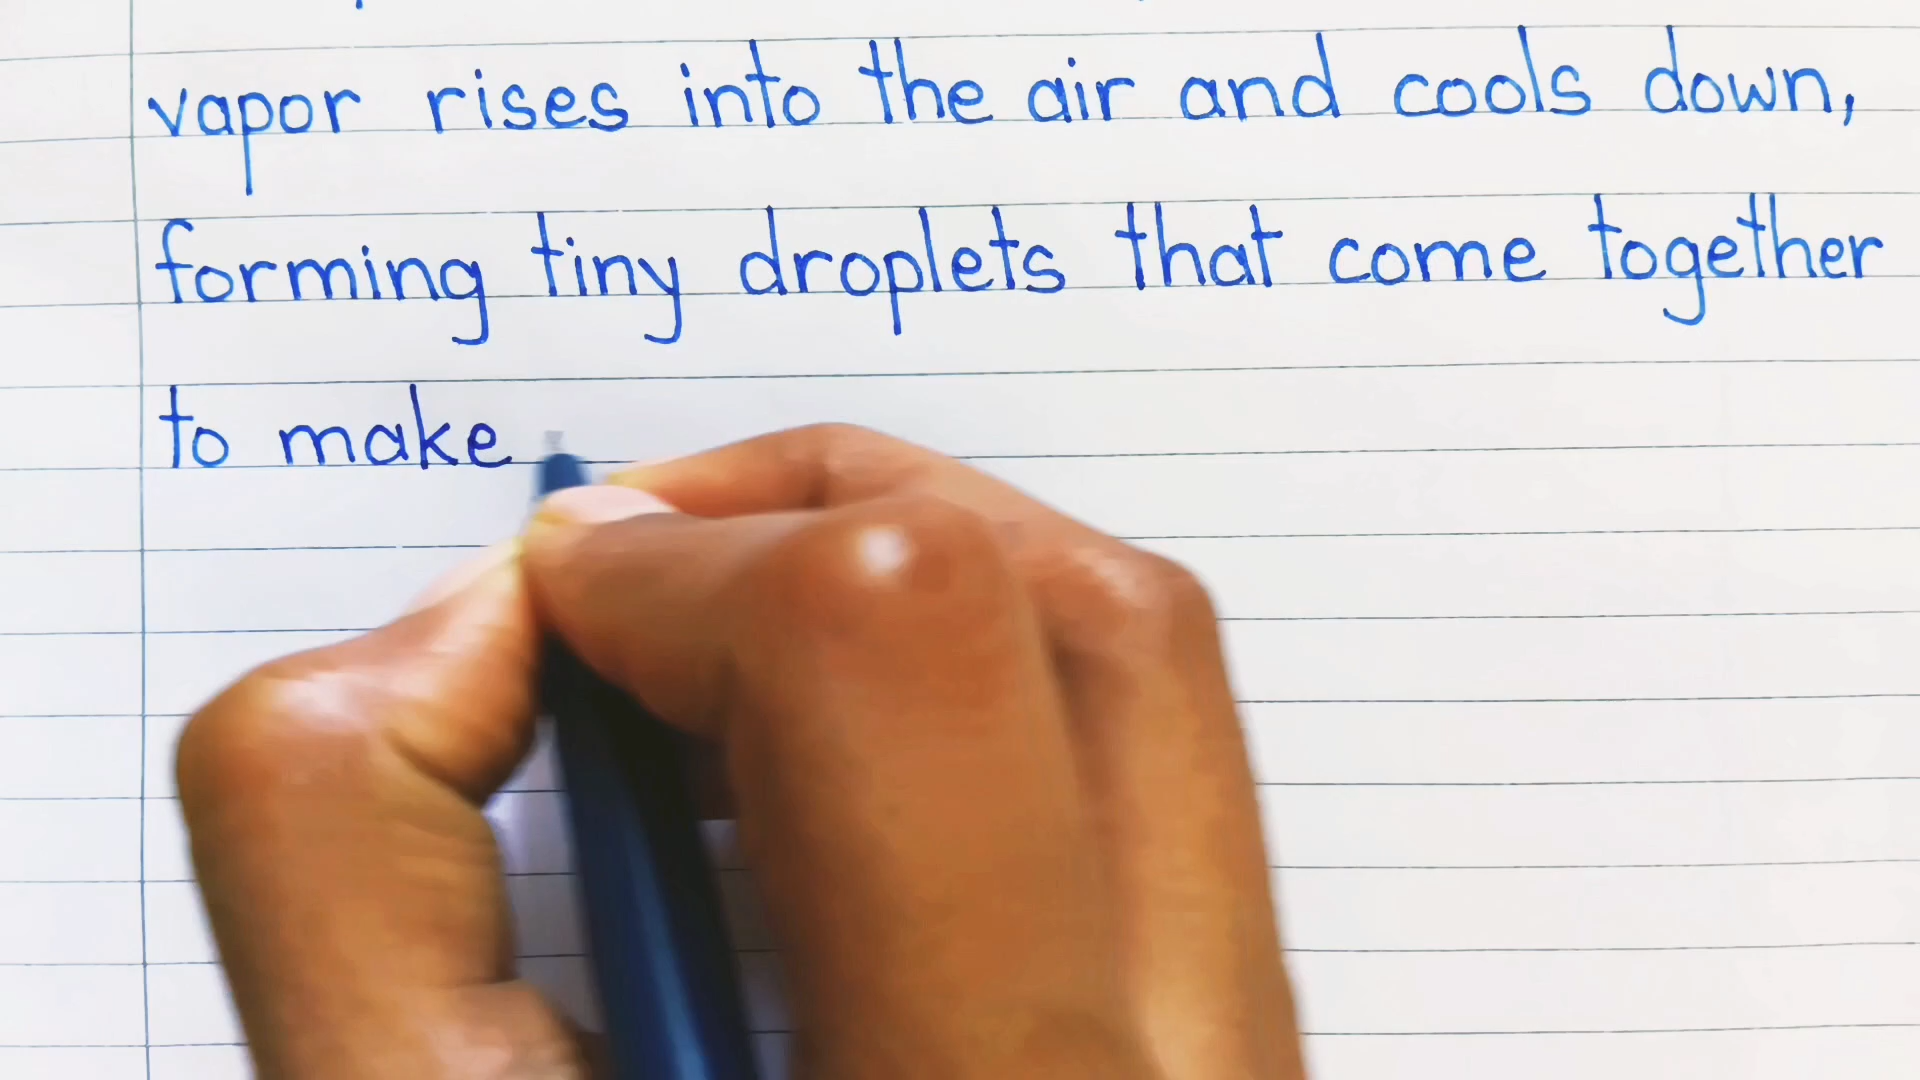 vapor rises into the air and cools down,
forming tiny droplets that come together
to make